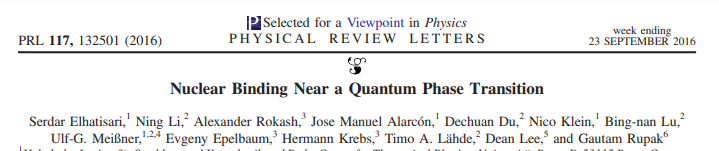 Selected for a Viewpoint in Physics
PRL 117, 132501 (2016)
PHYSICAL REVIEW LETTERS
week ending
23 SEPTEMBER 2016
Nuclear Binding Near a Quantum Phase Transition
Serdar Elhatisari,1 Ning Li,2 Alexander Rokash,3 Jose Manuel Alarcón,1 Dechuan Du,2 Nico Klein,1 Bing-nan Lu,2
Ulf-G. Meißner,1,2,4 Evgeny Epelbaum,3 Hermann Krebs,3 Timo A. Lähde,2 Dean Lee,5 and Gautam Rupak6